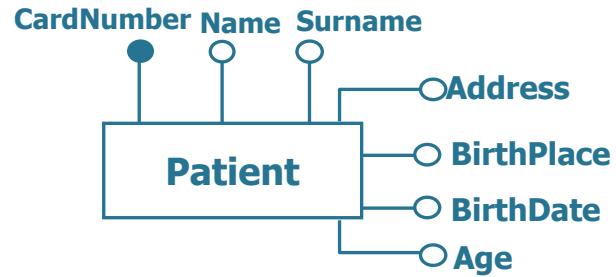 CardNumber Name Surname
Address
Patient
BirthPlace
BirthDate
Age